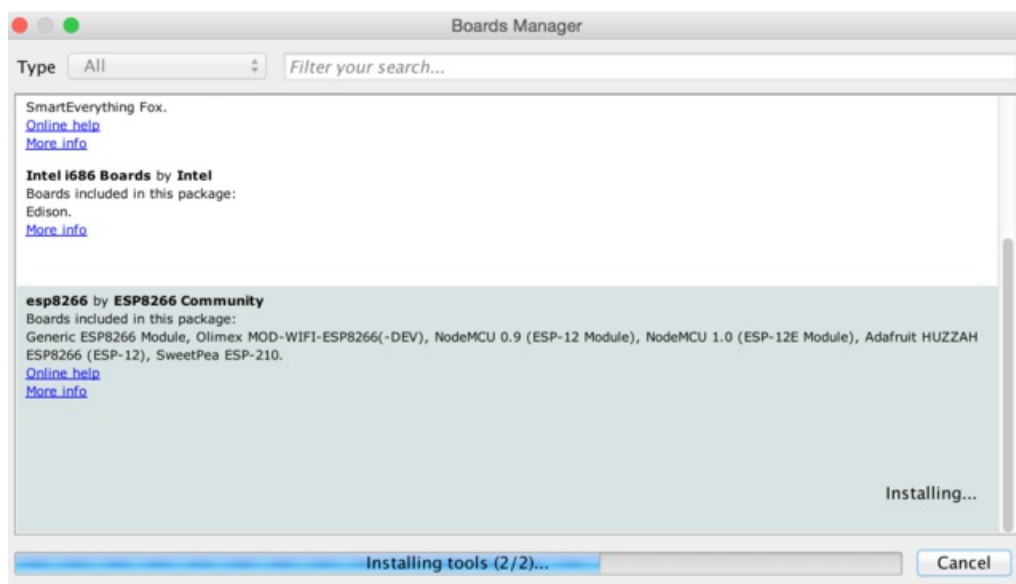 Boards Manager
Type All Filter your search...
SmartEverything Fox.
Online help
More info
Intel i686 Boards by Intel
Boards included in this package:
Edison.
More info
esp8266 by ESP8266 Community
Boards included in this package:
Generic ESP8266 Module, Olimex MOD-WIFI-ESP8266(-DEV), NodeMCU 0.9 (ESP-12 Module), NodeMCU 1.0 (ESP-12E Module), Adafruit HUZZAH
ESP8266 (ESP-12), SweetPea ESP-210.
Online help
More info
Installing...
Installing tools (2/2)... Cancel